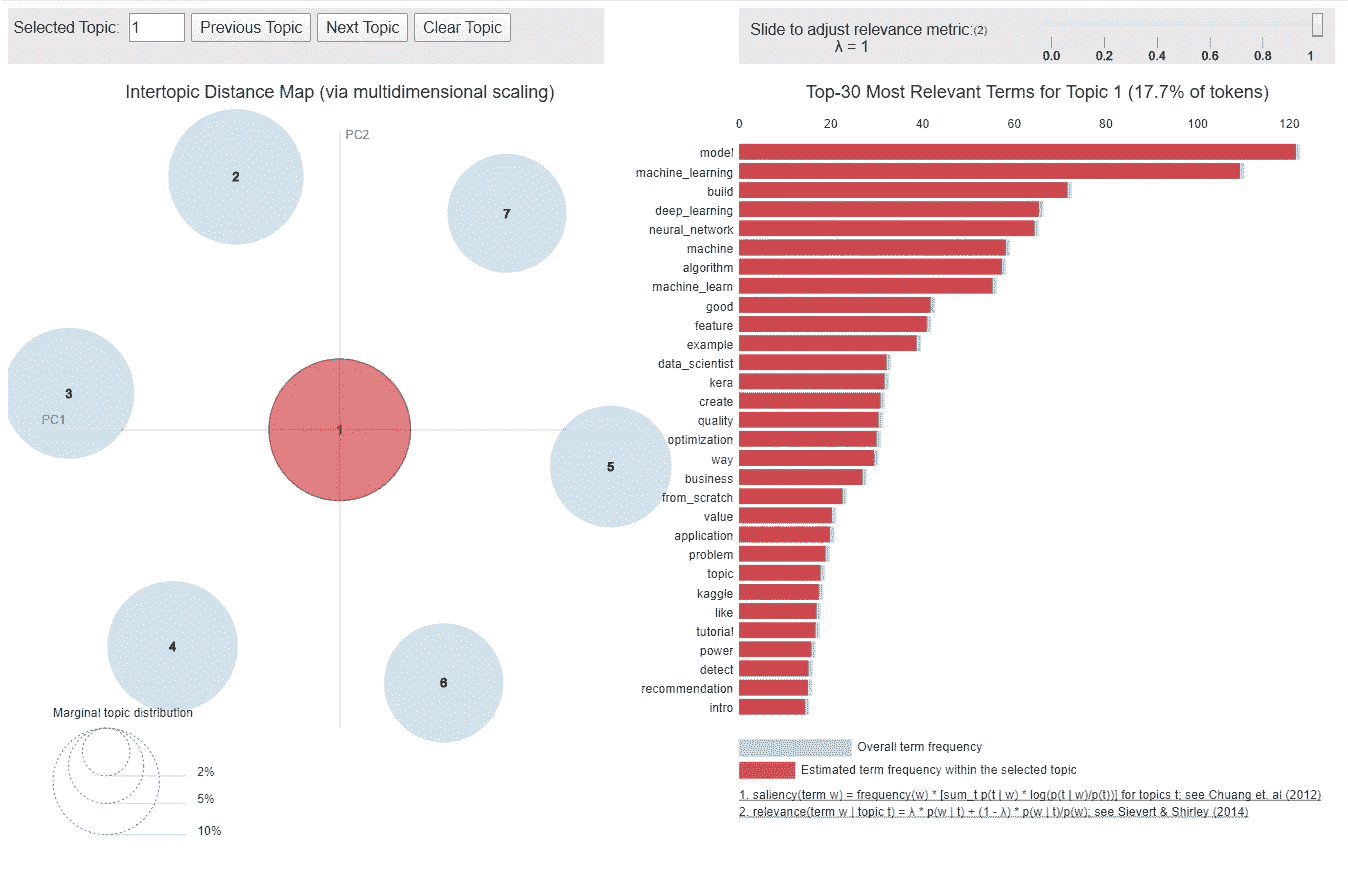 Selected Topic: 1 Previous Topic Next Topic Clear Topic
Slide to adjust relevance metric:(2)
λ = 1
0.0 0.2 0.4 0.6 0.8 1
Intertopic Distance Map (via multidimensional scaling)
PC2
2
7
3
PC1
1
5
4
6
Marginal topic distribution
2%
5%
10%
Top-30 Most Relevant Terms for Topic 1 (17.7% of tokens)
0 20 40 60 80 100 120
model
machine_learning
build
deep_learning
neural_network
machine
algorithm
machine_learn
good
feature
example
data_scientist
kera
create
quality
optimization
way
business
from_scratch
value
application
problem
topic
kaggle
like
tutorial
power
detect
recommendation
intro
Overall term frequency
Estimated term frequency within the selected topic
1. saliency(term w) = frequency(w) * [sum_t p(t | w) * log(p(t | w)/p(t))] for topics t; see Chuang et. al (2012)
2. relevance(term w | topic t) = λ * p(w | t) + (1 - λ) * p(w | t)/p(w); see Sievert & Shirley (2014)